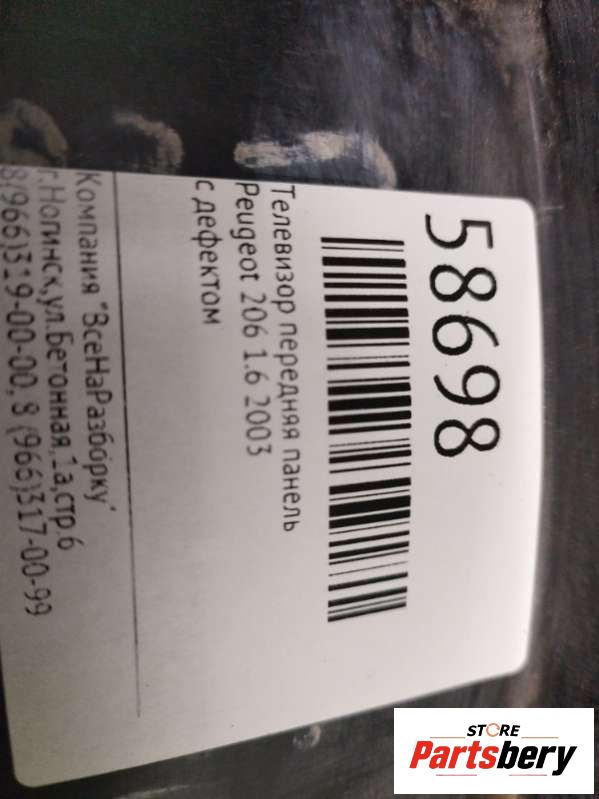 58698
Телевизор передняя панель
Peugeot 206 1.6 2003
с дефектом
Компания "ВсеНаРазборку"
г.Ногинск,ул.Бетонная,1а,стр.6
8(966)319-00-00, 8 (966)317-00-99
STORE
Partsbery